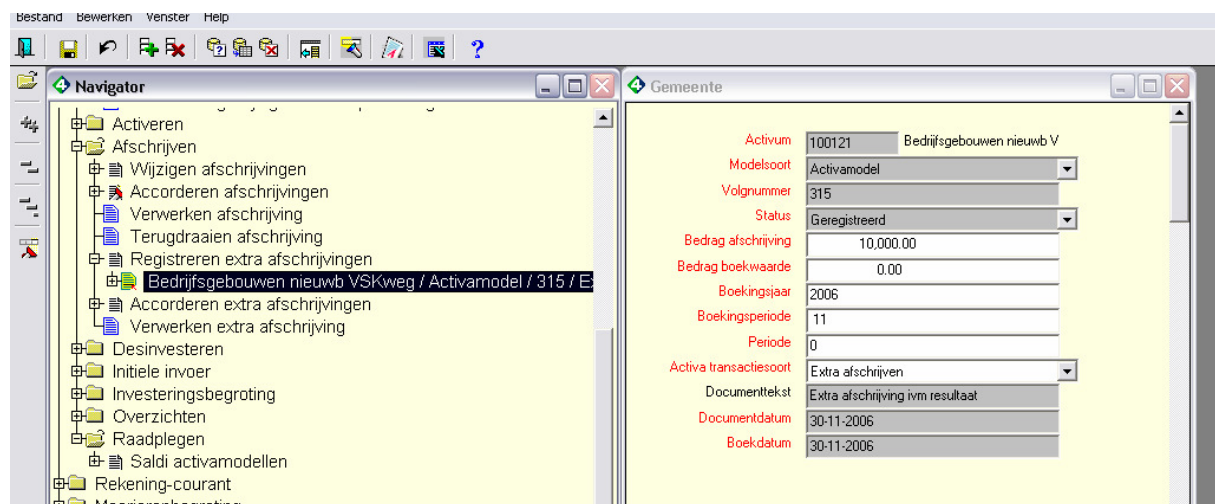 Bestand Bewerken Venster Help
?
Navigator
Activeren
Afschrijven
Wijzigen afschrijvingen
Accorderen afschrijvingen
Verwerken afschrijving
Terugdraaien afschrijving
Registreren extra afschrijvingen
Bedrijfsgebouwen nieuwb VSKweg / Activamodel / 315 / E
Accorderen extra afschrijvingen
Verwerken extra afschrijving
Desinvesteren
Initiele invoer
Investeringsbegroting
Overzichten
Raadplegen
Saldi activamodellen
Rekening-courant
Gemeente
Activum 100121 Bedrijfsgebouwen nieuwb V
Modelsoort Activamodel
Volgnummer 315
Status Geregistreerd
Bedrag afschrijving 10,000.00
Bedrag boekwaarde 0.00
Boekingsjaar 2006
Boekingsperiode 11
Periode 0
Activa transactiesoort Extra afschrijven
Documenttekst Extra afschrijving ivm resultaat
Documentdatum 30-11-2006
Boekdatum 30-11-2006